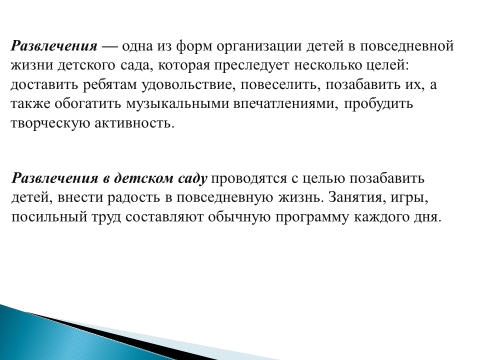 Развлечения — одна из форм организации детей в повседневной
жизни детского сада, которая преследует несколько целей:
доставить ребятам удовольствие, повеселить, позабавить их, а
также обогатить музыкальными впечатлениями, пробудить
творческую активность.
Развлечения в детском саду проводятся с целью позабавить
детей, внести радость в повседневную жизнь. Занятия, игры,
посильный труд составляют обычную программу каждого дня.